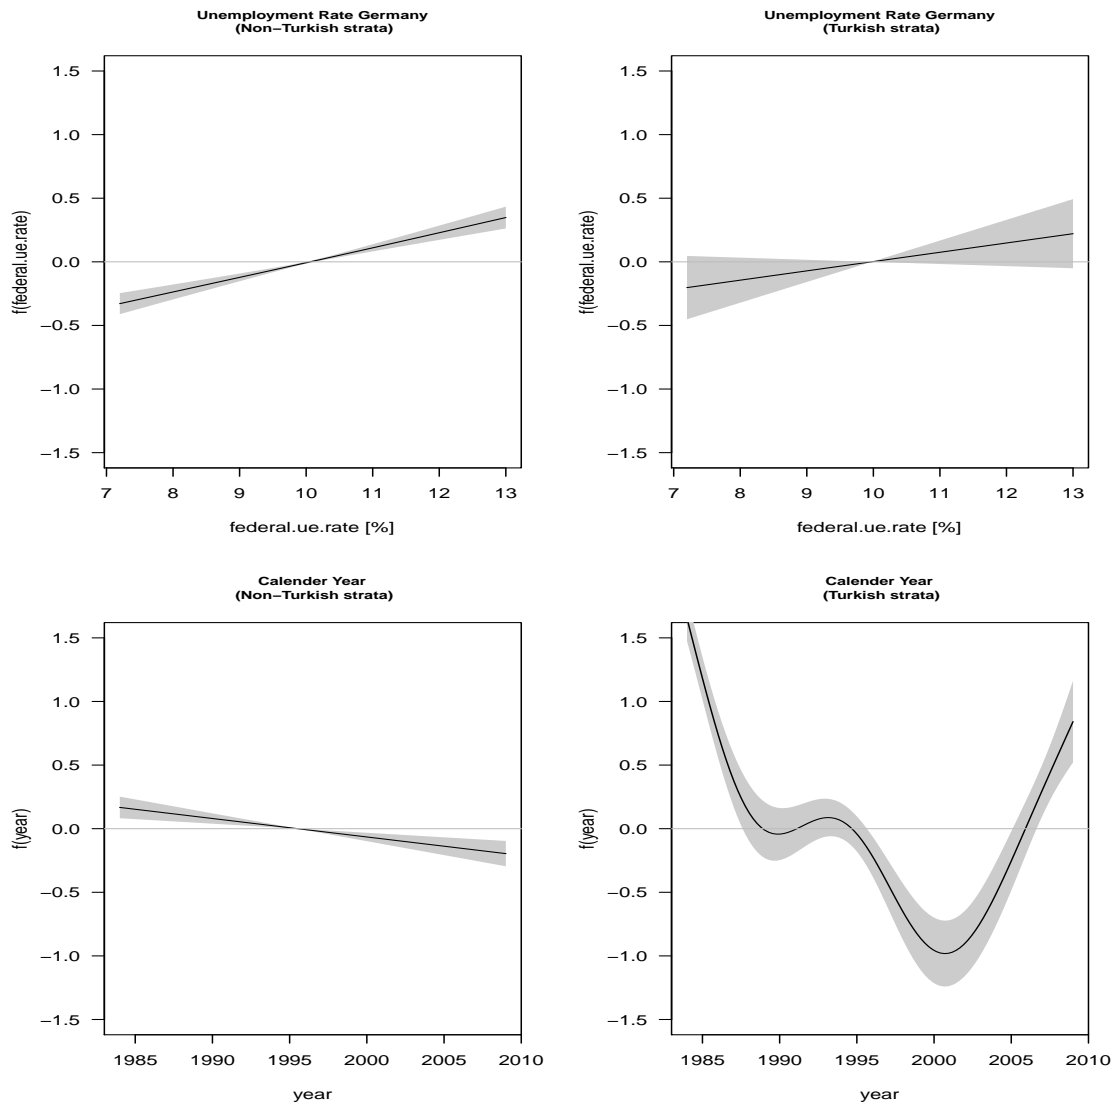 Unemployment Rate Germany
(Non−Turkish strata)
1.5
1.0
0.5
0.0
−0.5
−1.0
−1.5
f(federal.ue.rate)
7 8 9 10 11 12 13
federal.ue.rate [%]
Unemployment Rate Germany
(Turkish strata)
1.5
1.0
0.5
0.0
−0.5
−1.0
−1.5
f(federal.ue.rate)
7 8 9 10 11 12 13
federal.ue.rate [%]
Calender Year
(Non−Turkish strata)
1.5
1.0
0.5
0.0
−0.5
−1.0
−1.5
f(year)
1985 1990 1995 2000 2005 2010
year
Calender Year
(Turkish strata)
1.5
1.0
0.5
0.0
−0.5
−1.0
−1.5
f(year)
1985 1990 1995 2000 2005 2010
year